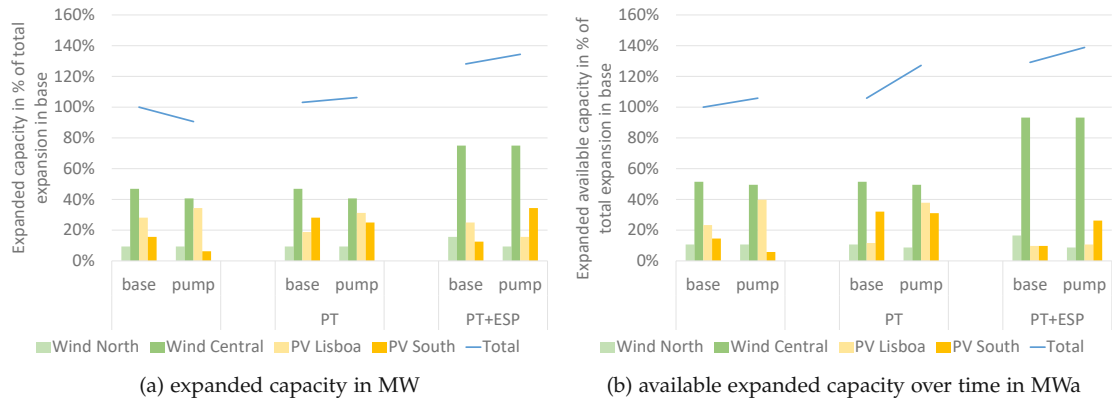 Expanded capacity in % of total
expansion in base
160%
140%
120%
100%
80%
60%
40%
20%
0%
base pump base pump base pump
PT PT+ESP
Wind North Wind Central PV Lisboa PV South Total
(a) expanded capacity in MW
Expanded available capacity in % of
total expansion in base
160%
140%
120%
100%
80%
60%
40%
20%
0%
base pump base pump base pump
PT PT+ESP
Wind North Wind Central PV Lisboa PV South Total
(b) available expanded capacity over time in MWa